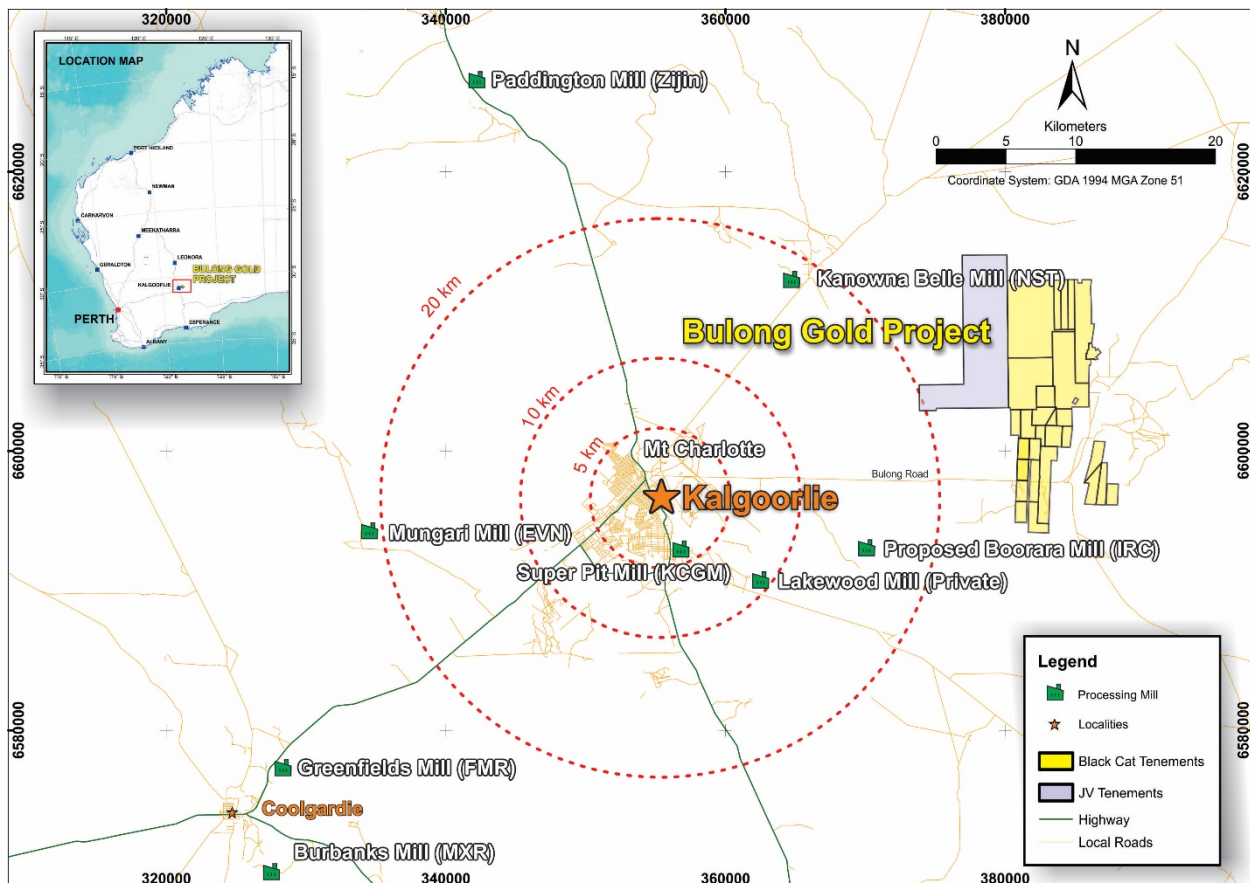 320000
340000
360000
380000
LOCATION MAP
PORT HEDLAND
NEWMAN
CARNARVON
MEEKATHARRA
LEONORA
GERALDTON
BULONG GOLD
PROJECT
KALGOORLIE
PERTH
ESPERANCE
ALBANY
Paddington Mill (Zijin)
N
Kilometers
0
5
10
20
Coordinate System: GDA 1994 MGA Zone 51
6620000
6620000
20 km
Kanowna Belle Mill (NST)
Bulong Gold Project
10 km
5 km
Mt Charlotte
6600000
6600000
Bulong Road
Kalgoorlie
Mungari Mill (EVN)
Proposed Boorara Mill (IRC)
Super Pit Mill (KCGM)
Lakewood Mill (Private)
6580000
6580000
Greenfields Mill (FMR)
Coolgardie
Burbanks Mill (MXR)
Legend
Processing Mill
Localities
Black Cat Tenements
JV Tenements
Highway
Local Roads
320000
340000
360000
380000